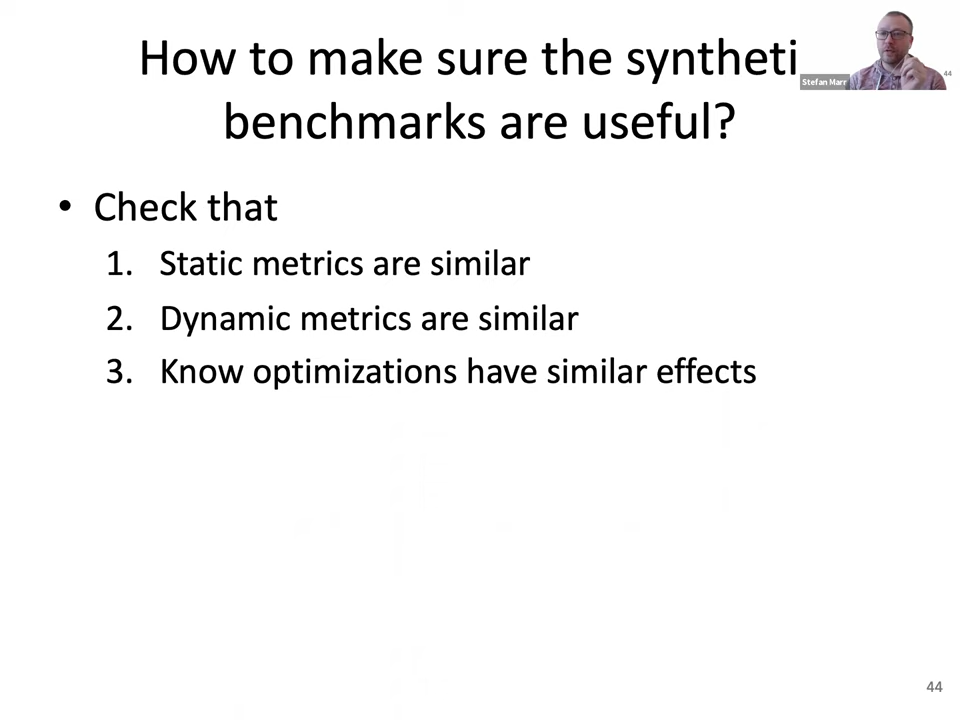 How to make sure the syntheti
benchmarks are useful?
Stefan Marr
44
• Check that
1. Static metrics are similar
2. Dynamic metrics are similar
3. Know optimizations have similar effects
44